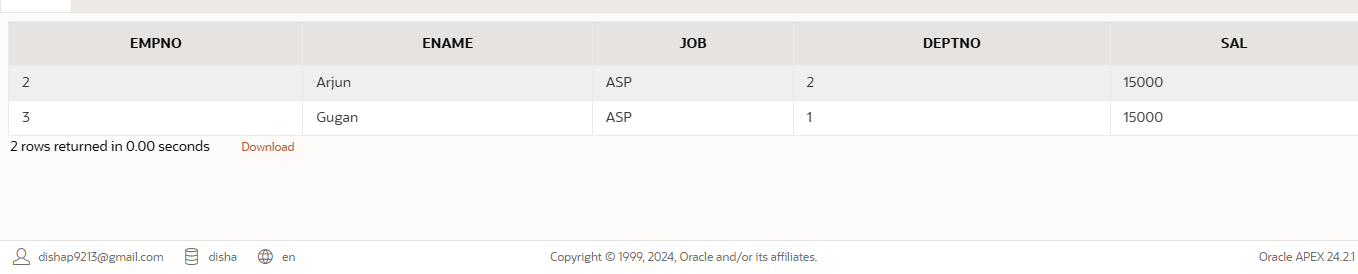 EMPNO ENAME JOB DEPTNO SAL
2 Arjun ASP 2 15000
3 Gugan ASP 1 15000
2 rows returned in 0.00 seconds Download
dishap9213@gmail.com disha en Copyright © 1999, 2024, Oracle and/or its affiliates. Oracle APEX 24.2.1